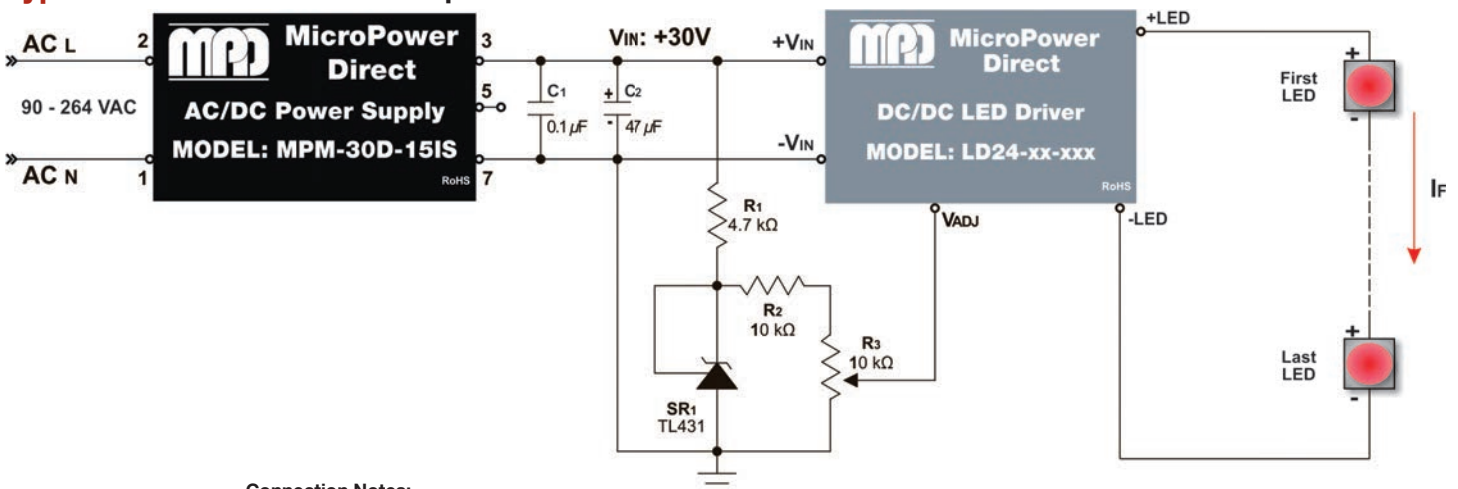 AC L
2
MPD
MicroPower
Direct
3
5
90 - 264 VAC
AC/DC Power Supply
MODEL: MPM-30D-15IS
AC N
1
RoHS
7
VIN: +30V
C1
0.1 µF
+
C2
-
47 µF
+VIN
-VIN
MPD
MicroPower
Direct
DC/DC LED Driver
MODEL: LD24-xx-xxx
RoHS
VADJ
+LED
-LED
First
LED
+
-
IF
Last
LED
+
-
R1
4.7 kΩ
R2
10 kΩ
R3
10 kΩ
SR1
TL431
Connection Notes: